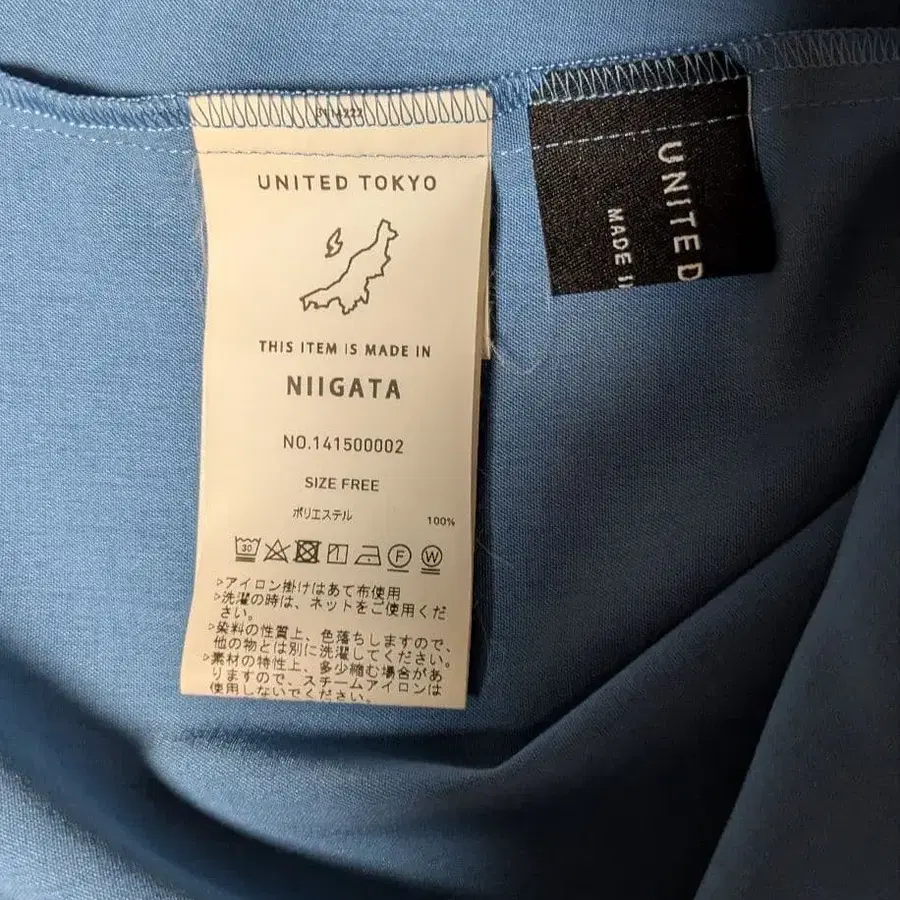 UNITED TOKYO
THIS ITEM IS MADE IN
NIIGATA
NO.141500002
SIZE FREE
ポリエステル 100%
30 F W
>アイロン掛けはあて布使用
>洗濯の時は、ネットをご使用くだ
さい。
>染料の性質上、色落ちしますので、
他の物とは別に洗濯してください。
>素材の特性上、多少縮む場合があ
りますので、スチームアイロンは
使用しないでください。
UNITED
MADE I